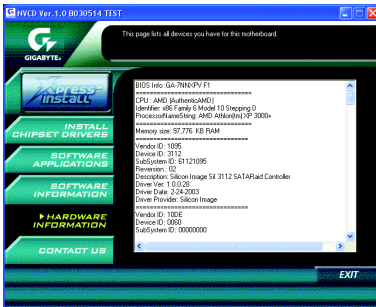 NVCD Ver.1.0 B030514 TEST
This page lists all devices you have for this motherboard.
GIGABYTE
Xpress
INSTALL
INSTALL
CHIPSET DRIVERS
SOFTWARE
APPLICATIONS
SOFTWARE
INFORMATION
HARDWARE
INFORMATION
CONTACT US
BIOS Info :GA-7NNXPV F1
==============================
CPU : AMD (AuthenticAMD)
Identifier: x86 Family 6 Model 10 Stepping 0
ProcessorNameString: AMD Athlon(tm) XP 3000+
==============================
Memory size: 97,776 KB RAM
==============================
Vendor ID: 1095
Device ID: 3112
SubSystem ID: 61121095
Reversion : 02
Description: Silicon Image SiI 3112 SATARaid Controller
Driver Ver: 1.0.0.28
Driver Date: 2-24-2003
Driver Provider: Silicon Image
==============================
Vendor ID: 10DE
Device ID: 0060
SubSystem ID: 00000000
EXIT